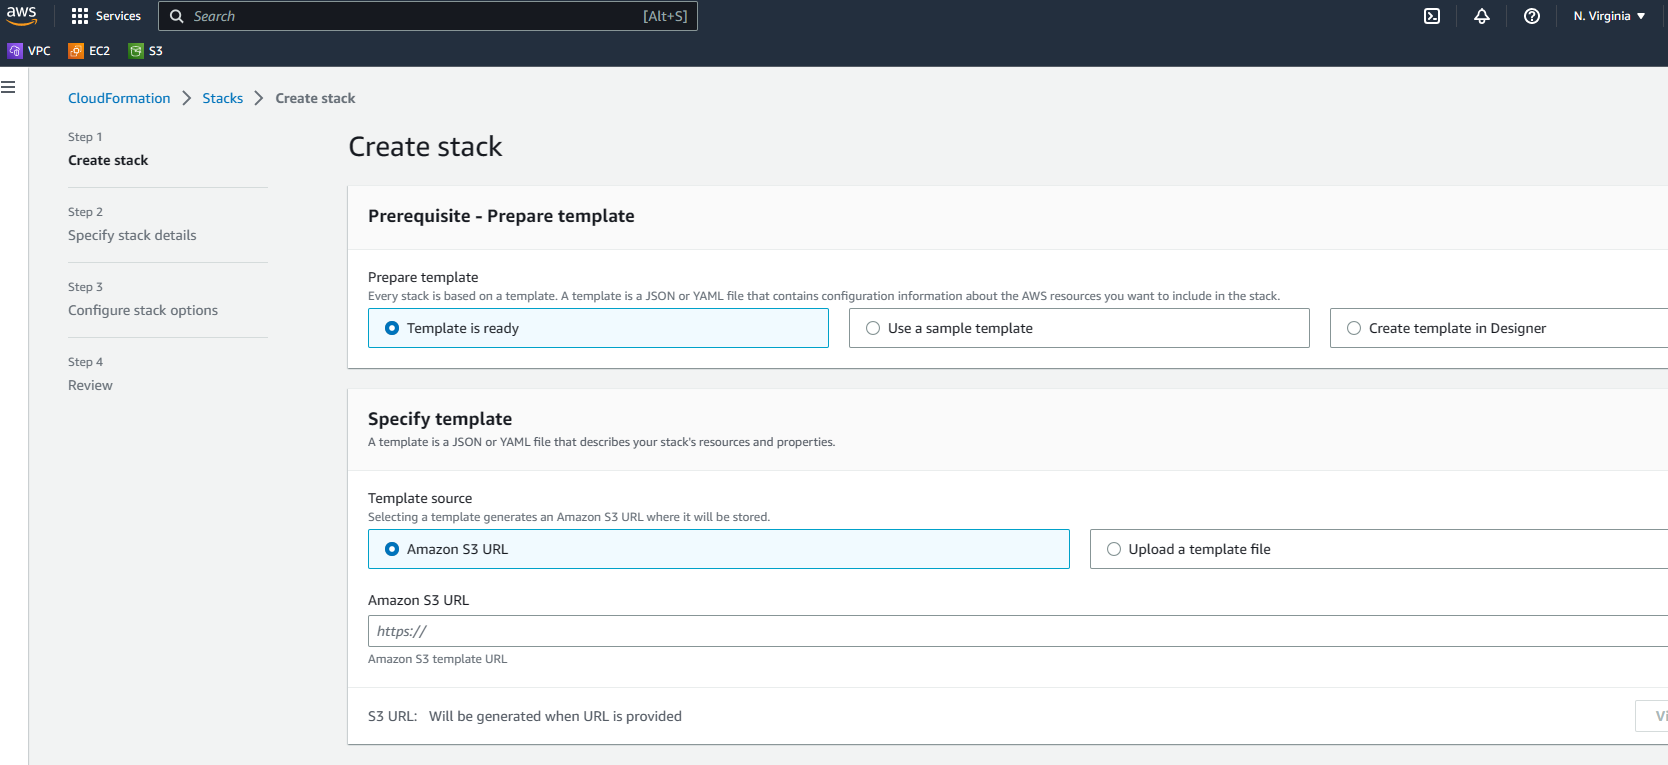 aws Services Search [Alt+S] N. Virginia
VPC EC2 S3
CloudFormation Stacks Create stack
Step 1
Create stack
Step 2
Specify stack details
Step 3
Configure stack options
Step 4
Review
Create stack
Prerequisite - Prepare template
Prepare template
Every stack is based on a template. A template is a JSON or YAML file that contains configuration information about the AWS resources you want to include in the stack.
Template is ready Use a sample template Create template in Designer
Specify template
A template is a JSON or YAML file that describes your stack's resources and properties.
Template source
Selecting a template generates an Amazon S3 URL where it will be stored.
Amazon S3 URL Upload a template file
Amazon S3 URL
https://
Amazon S3 template URL
S3 URL: Will be generated when URL is provided